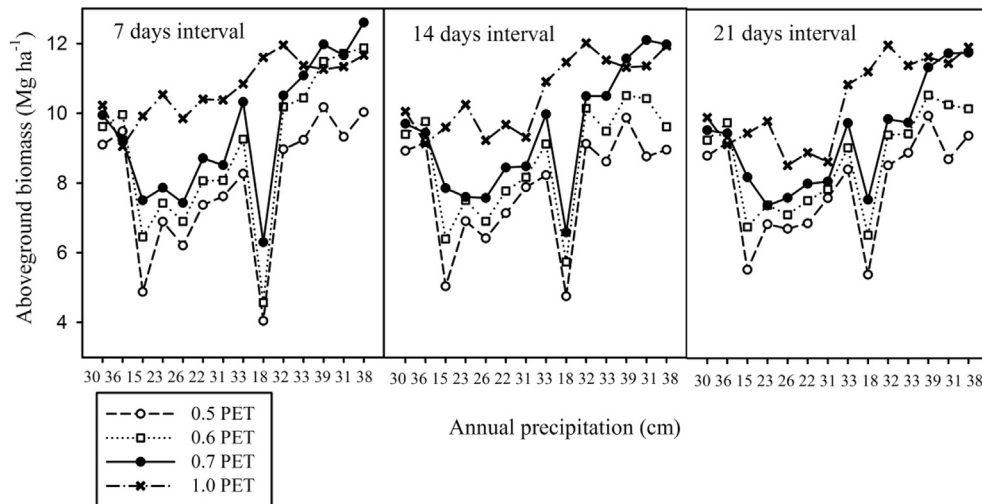 7 days interval
14 days interval
21 days interval
Aboveground biomass (Mg ha⁻¹)
12
10
8
6
4
30 36 15 23 26 22 31 33 18 32 33 39 31 38
30 36 15 23 26 22 31 33 18 32 33 39 31 38
30 36 15 23 26 22 31 33 18 32 33 39 31 38
Annual precipitation (cm)
0.5 PET
0.6 PET
0.7 PET
1.0 PET